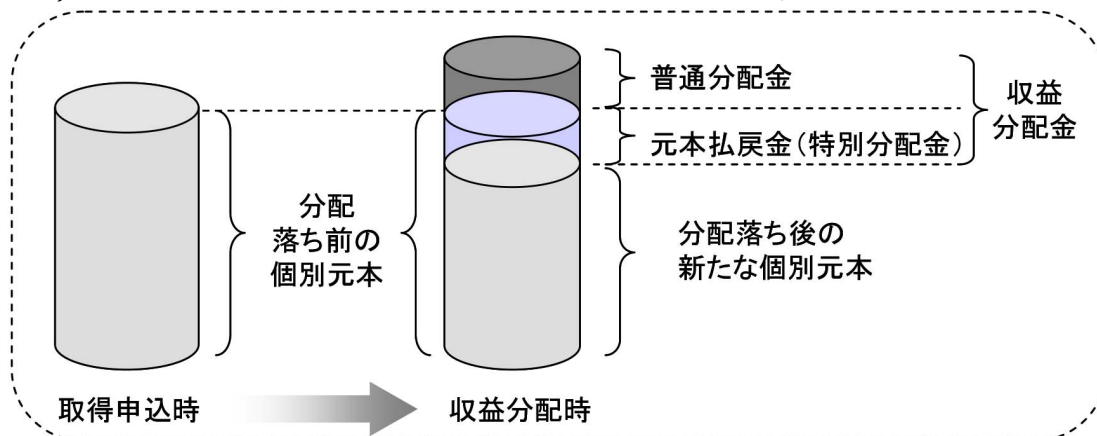 普通分配金
元本払戻金(特別分配金)
収益
分配金
分配
落ち前の
個別元本
分配落ち後の
新たな個別元本
取得申込時
収益分配時